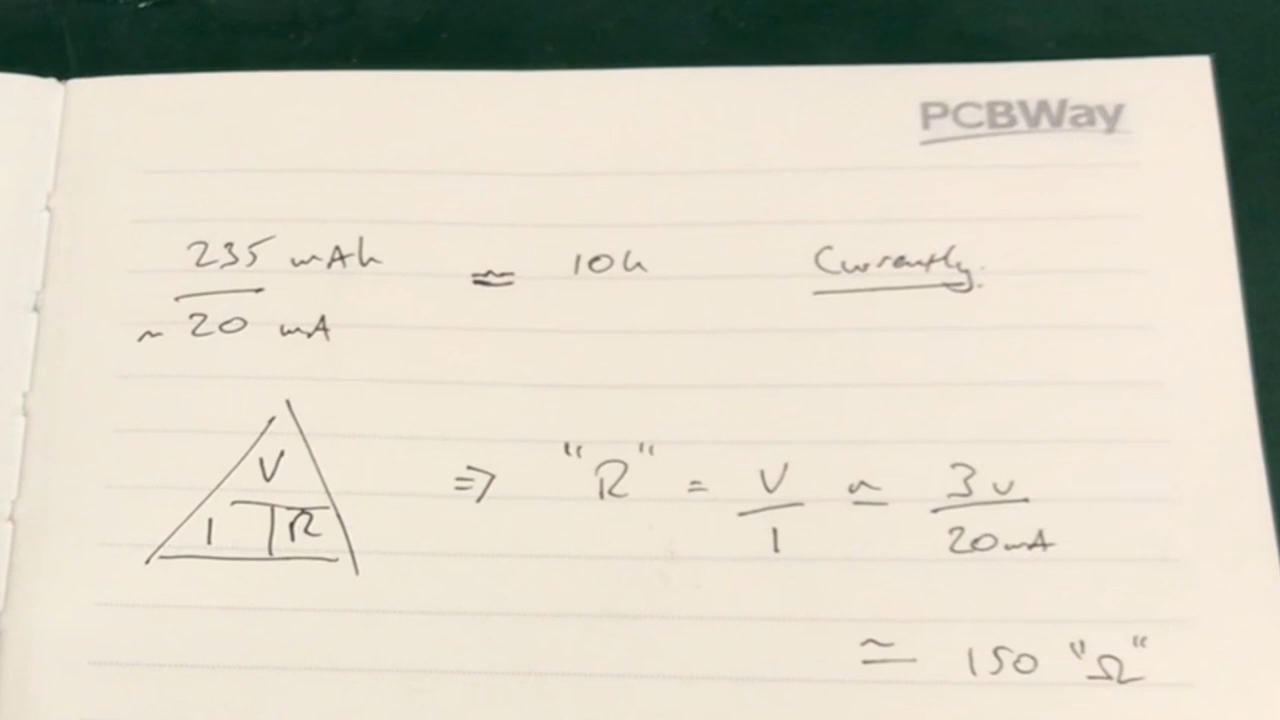 PCBWay
235 mAh ≈ 10h Currently.
~ 20 mA
V
I R
=> "R" = V / I ≃ 3v / 20mA
≃ 150 "Ω"